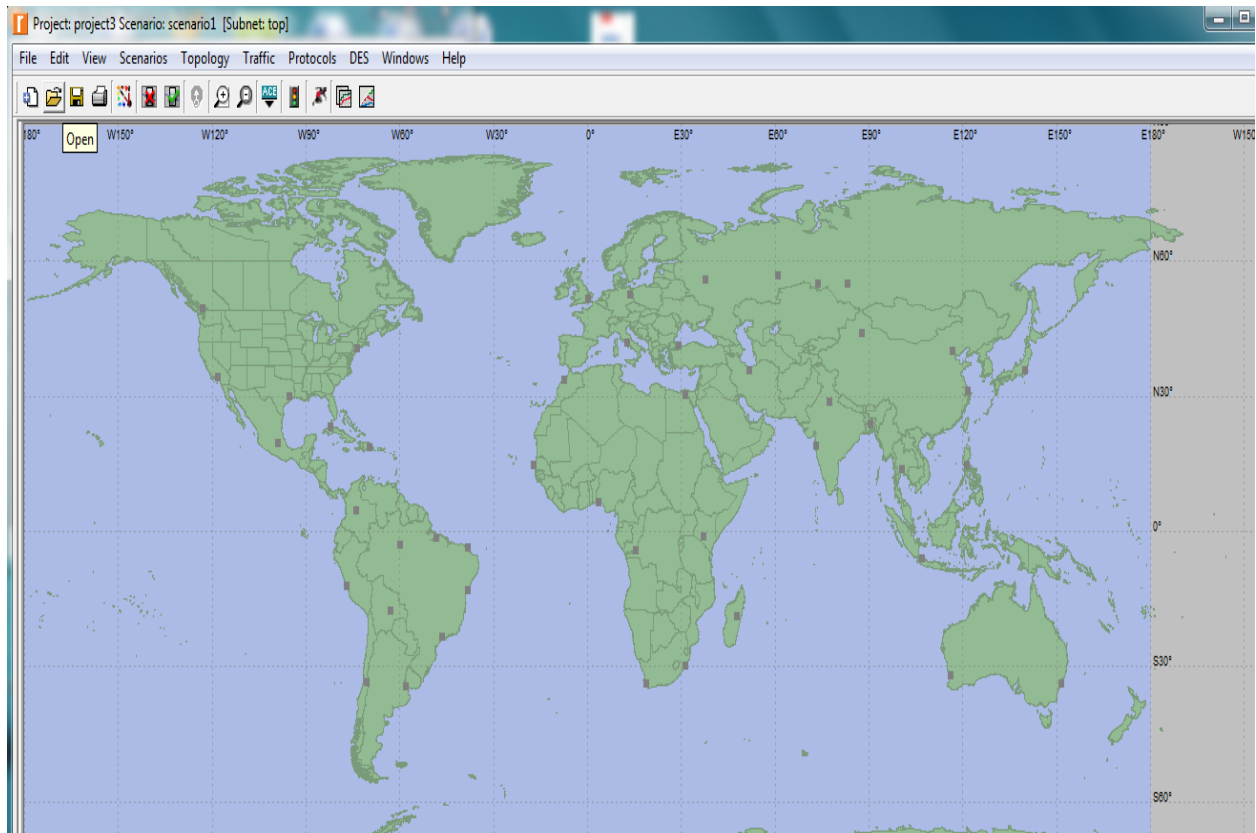 Project: project3 Scenario: scenario1 [Subnet: top]
File Edit View Scenarios Topology Traffic Protocols DES Windows Help
ACE
Open
W150° W120° W90° W60° W30° 0° E30° E60° E90° E120° E150° E180° W150
N60°
N30°
0°
S30°
S60°